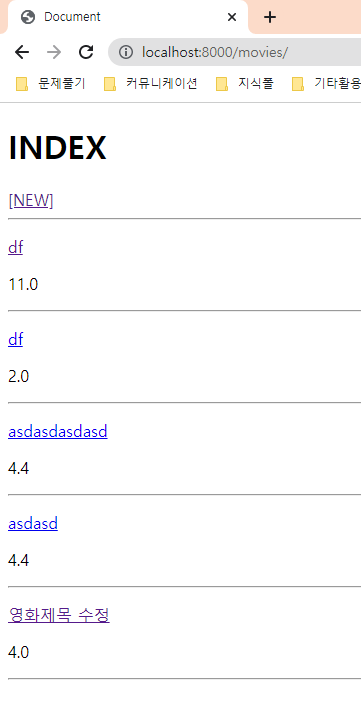 Document
localhost:8000/movies/
문제풀기 커뮤니케이션 지식폴 기타활용
INDEX
[NEW]
df
11.0
df
2.0
asdasdasdasd
4.4
asdasd
4.4
영화제목 수정
4.0